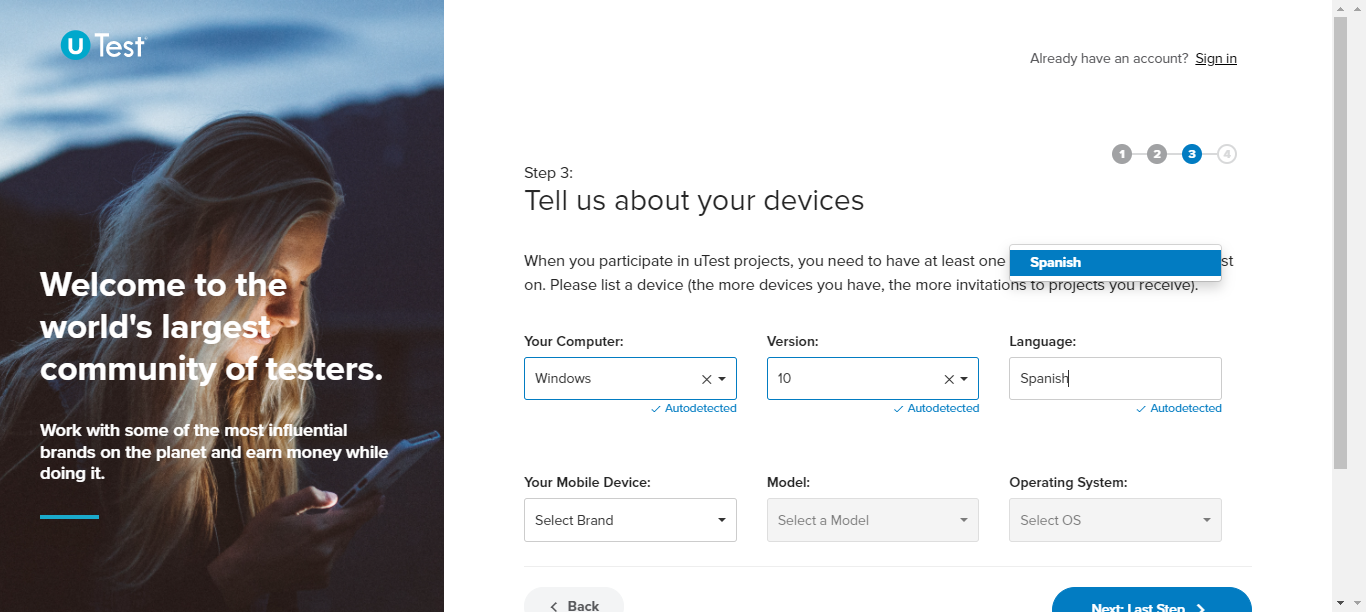 uTest
Already have an account? Sign in
1 2 3 4
Step 3:
Tell us about your devices
Welcome to the
world's largest
community of testers.
Work with some of the most influential
brands on the planet and earn money while
doing it.
When you participate in uTest projects, you need to have at least one
Spanish
st
on. Please list a device (the more devices you have, the more invitations to projects you receive).
Your Computer: Version: Language:
Windows 10 Spanish
Autodetected Autodetected Autodetected
Your Mobile Device: Model: Operating System:
Select Brand Select a Model Select OS
Back Next: Last Step